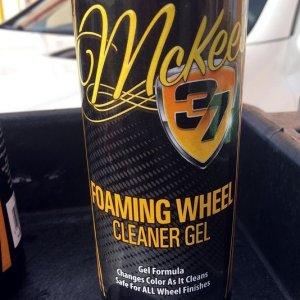 McKee
37
FOAMING WHEEL
CLEANER GEL
Gel Formula
Changes Color As It Cleans
Safe For ALL Wheel Finishes